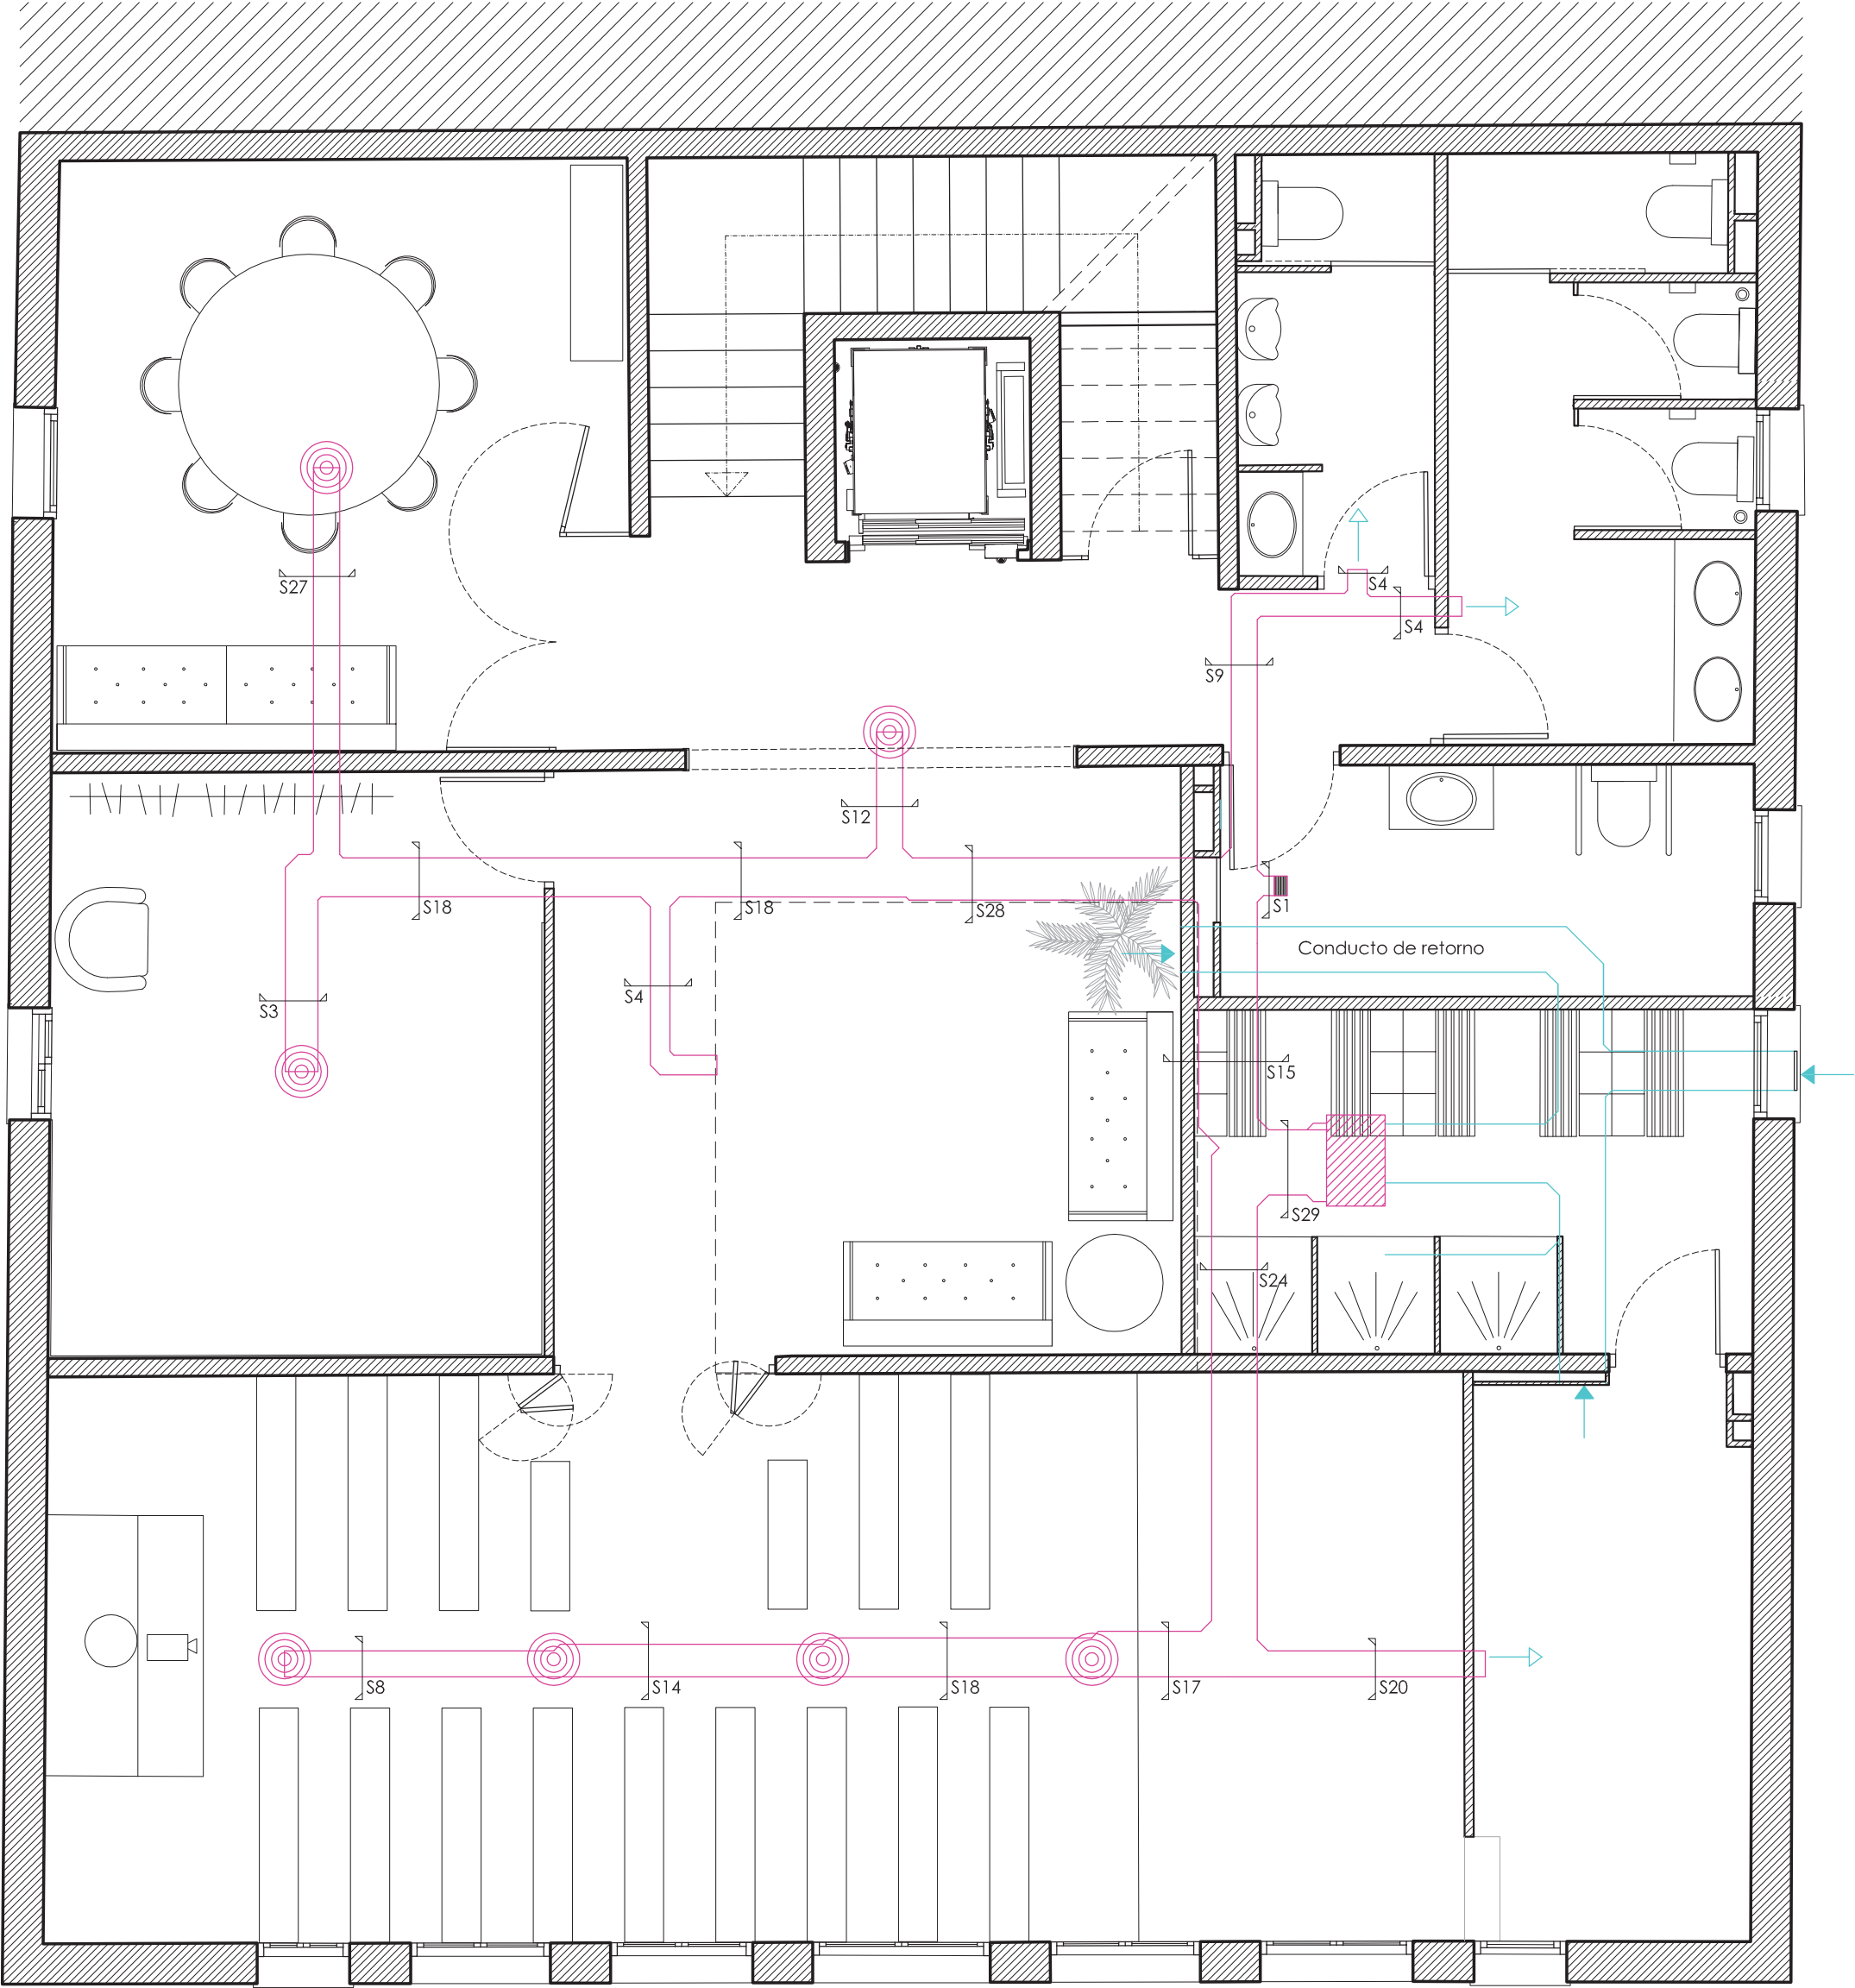 S27
S4
S4
S9
S12
S18
S18
S28
S1
Conducto de retorno
S3
S4
S15
S29
S24
S8
S14
S18
S17
S20